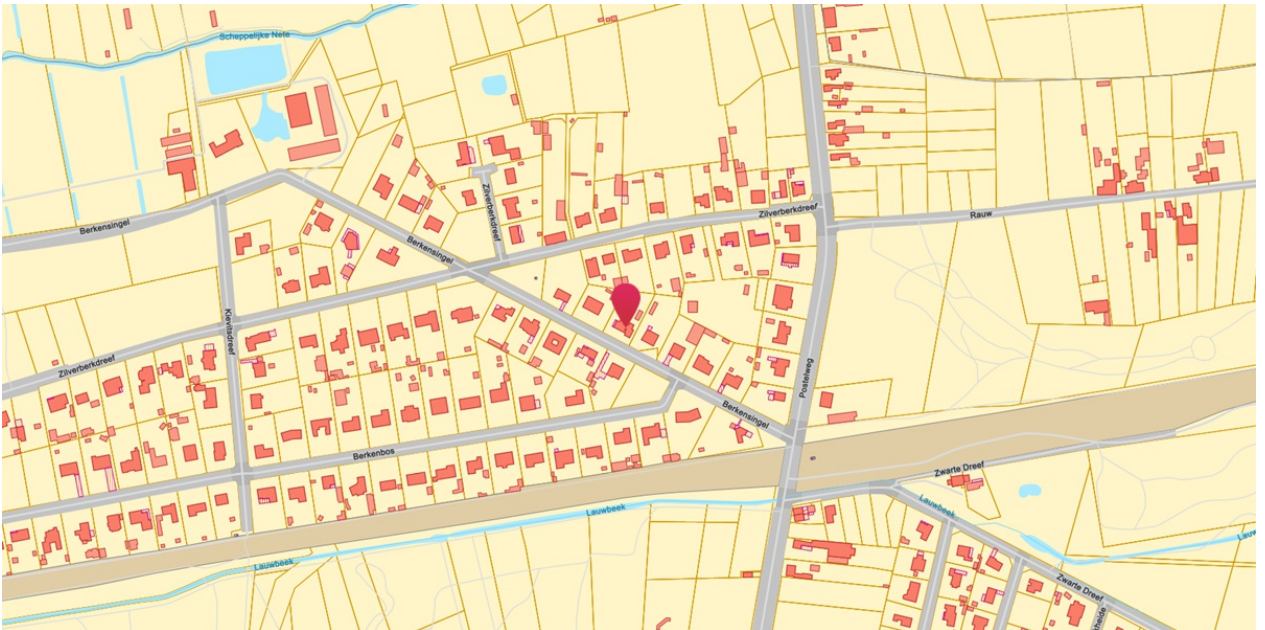 Scheppelijke Nete
Zilverberkdreef
Zilverberkdreef
Rauw
Berkensingel
Berkensingel
Kievitsdreef
Zilverberkdreef
Postelweg
Berkensingel
Berkenbos
Zwarte Dreef
Lauwbeek
Lauwbeek
Lauwbeek
Zwarte Dreef